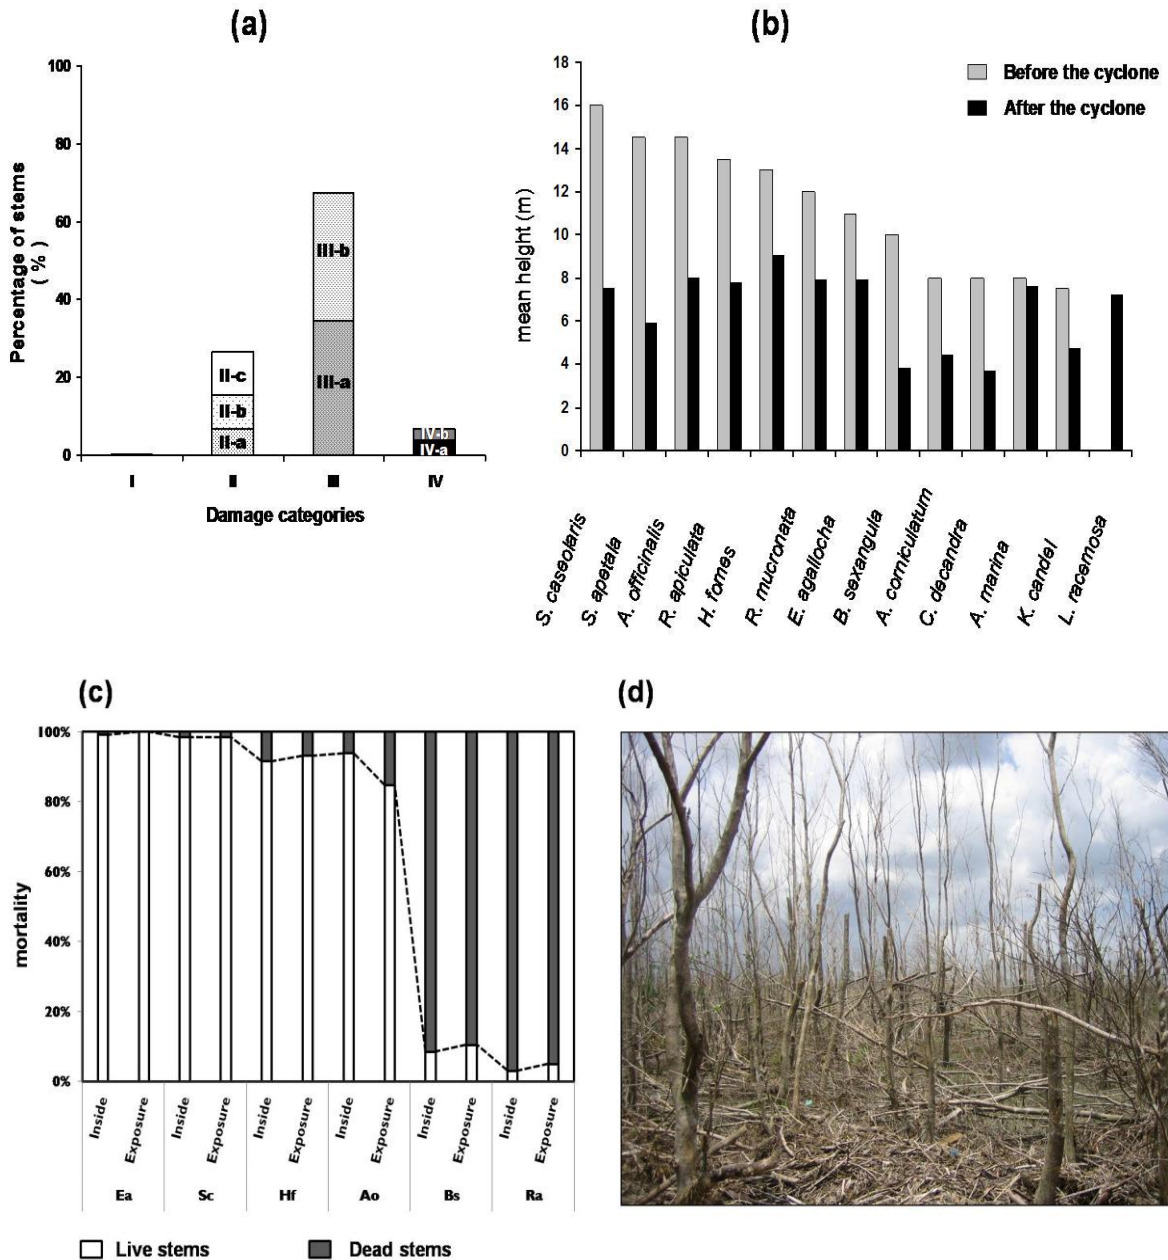 (a)
(b)
100
80
60
40
20
0
Percentage of stems
( % )
II-c
II-b
II-a
III-b
III-a
IV-b
IV-a
I
II
III
IV
Damage categories
18
16
14
12
10
8
6
4
2
0
mean height (m)
Before the cyclone
After the cyclone
S. caseolaris
S. apetala
A. officinalis
R. apiculata
H. fomes
R. mucronata
E. agallocha
B. sexangula
A. corniculatum
C. decandra
A. marina
K. candel
L. racemosa
(c)
(d)
100%
80%
60%
40%
20%
0%
mortality
Inside
Exposure
Inside
Exposure
Inside
Exposure
Inside
Exposure
Inside
Exposure
Inside
Exposure
Ea
Sc
Hf
Ao
Bs
Ra
Live stems
Dead stems